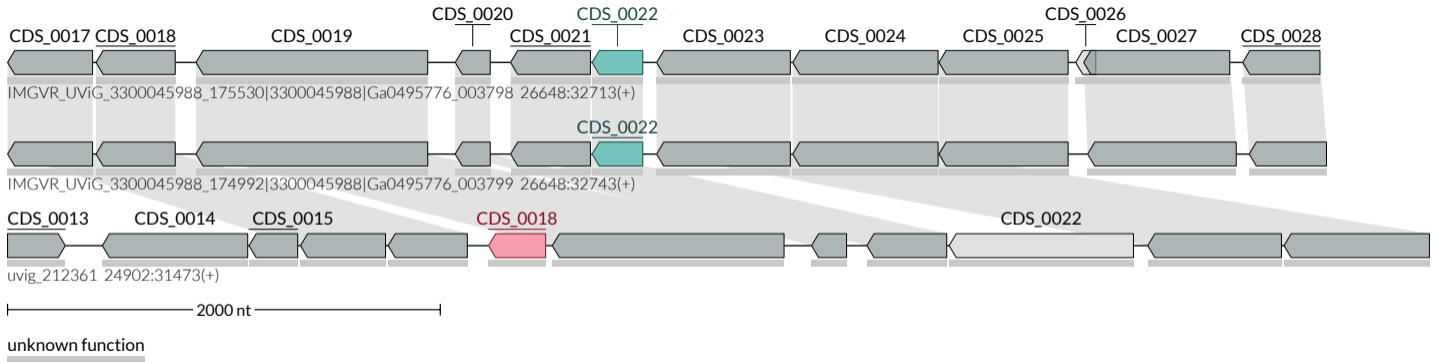 CDS_0020 CDS_0022 CDS_0026
CDS_0017 CDS_0018 CDS_0019 CDS_0021 CDS_0023 CDS_0024 CDS_0025 CDS_0027 CDS_0028
IMGVR_UViG_3300045988_175530|3300045988|Ga0495776_003798 26648:32713(+)
CDS_0022
IMGVR_UViG_3300045988_174992|3300045988|Ga0495776_003799 26648:32743(+)
CDS_0013 CDS_0014 CDS_0015 CDS_0018 CDS_0022
uvig_212361 24902:31473(+)
2000 nt
unknown function